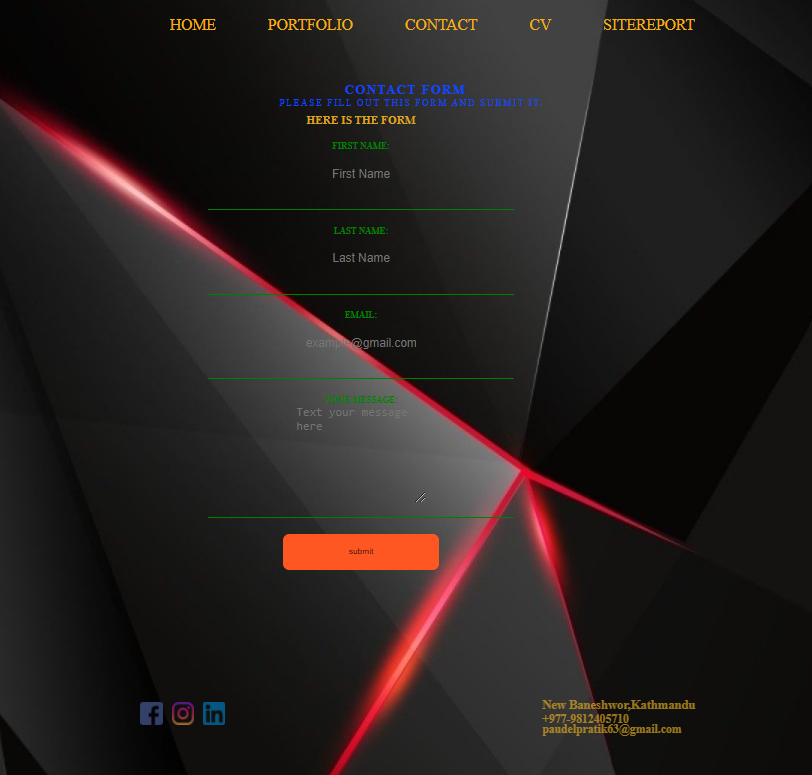 HOME PORTFOLIO CONTACT CV SITEREPORT
CONTACT FORM
PLEASE FILL OUT THIS FORM AND SUBMIT IT.
HERE IS THE FORM
FIRST NAME:
First Name
LAST NAME:
Last Name
EMAIL:
example@gmail.com
YOUR MESSAGE:
Text your message
here
submit
New Baneshwor,Kathmandu
+977-9812405710
paudelpratik63@gmail.com